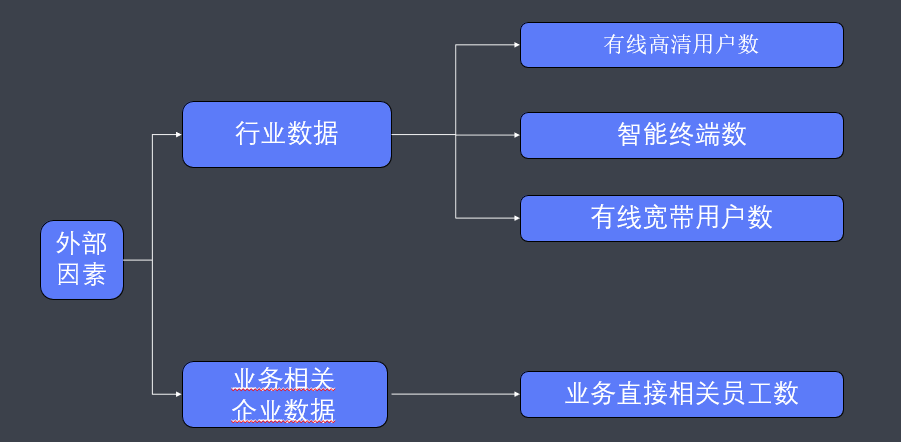 有线高清用户数
行业数据
智能终端数
有线宽带用户数
外部
因素
业务相关
企业数据
业务直接相关员工数